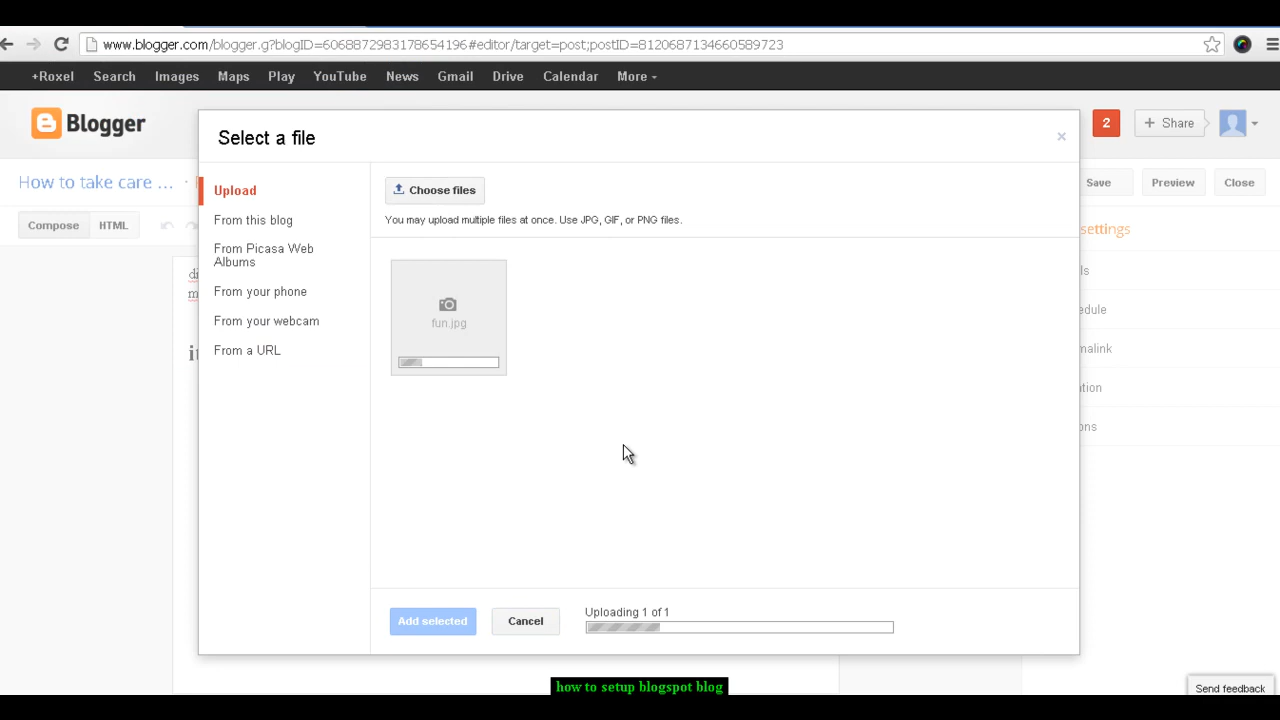 www.blogger.com/blogger.g?blogID=6068872983178654196#editor/target=post;postID=8120687134660589723
+Roxel Search Images Maps Play YouTube News Gmail Drive Calendar More
Blogger
2
+ Share
Select a file
×
How to take care ... ·
Save
Preview
Close
Compose
HTML
Upload
From this blog
From Picasa Web
Albums
From your phone
From your webcam
From a URL
Choose files
You may upload multiple files at once. Use JPG, GIF, or PNG files.
fun.jpg
settings
Add selected
Cancel
Uploading 1 of 1
how to setup blogspot blog
Send feedback